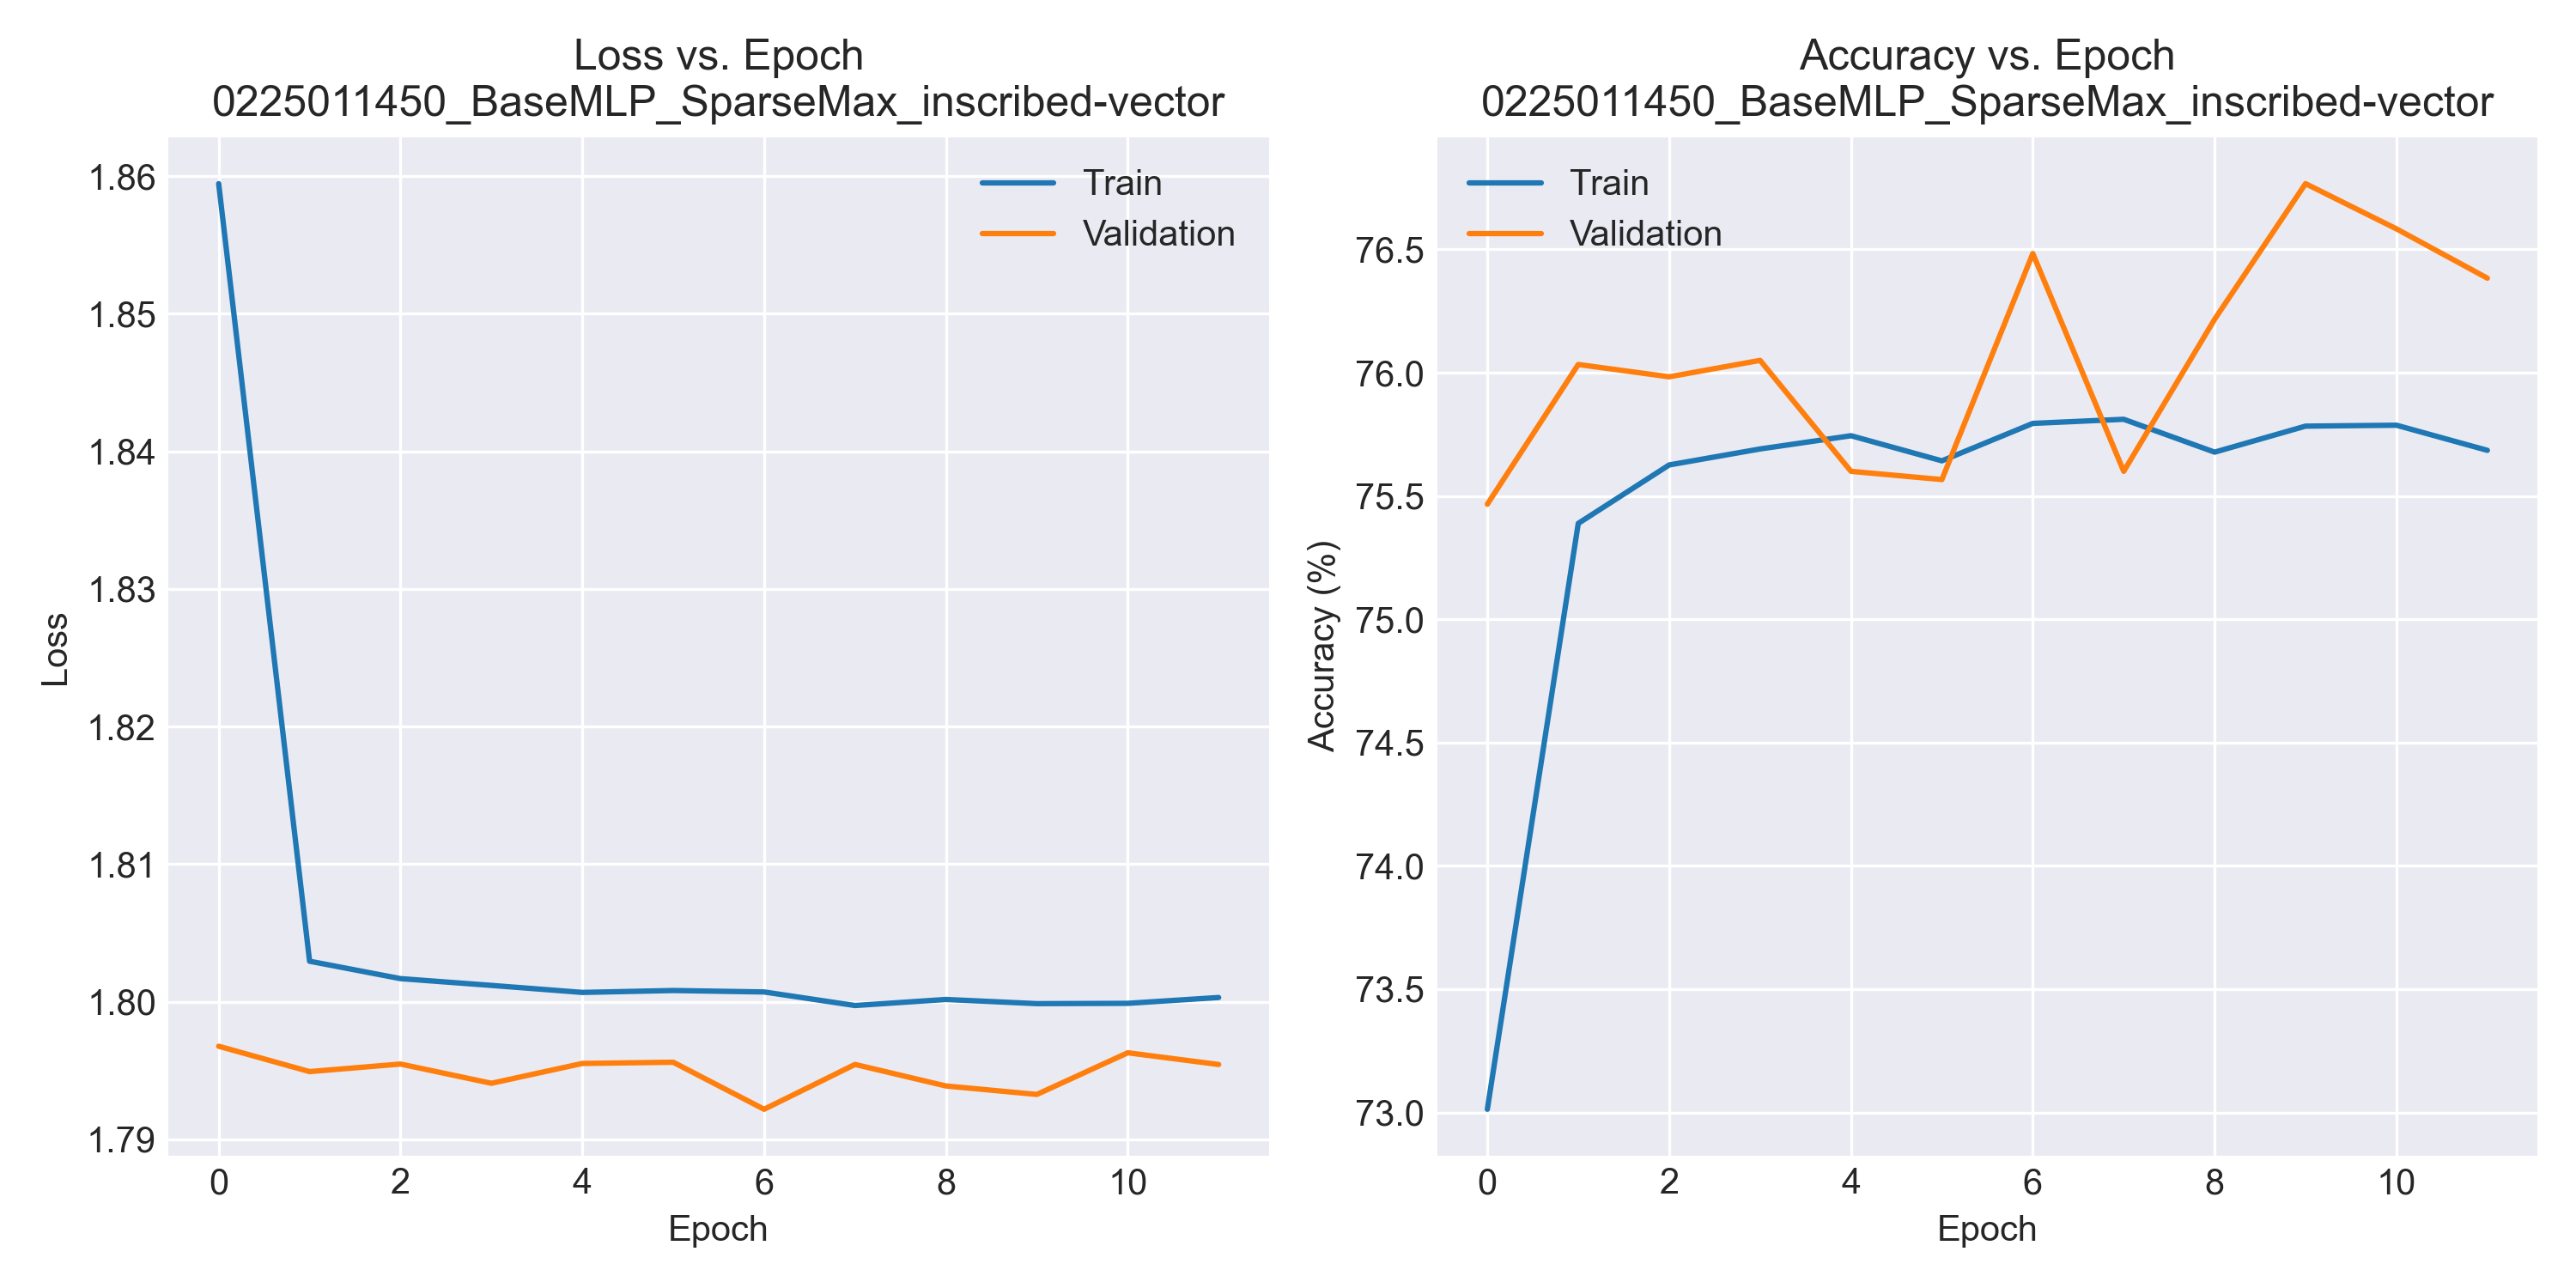 Loss vs. Epoch
0225011450_BaseMLP_SparseMax_inscribed-vector
Train
Validation
1.86
1.85
1.84
1.83
1.82
1.81
1.80
1.79
Loss
0 2 4 6 8 10
Epoch
Accuracy vs. Epoch
0225011450_BaseMLP_SparseMax_inscribed-vector
Train
Validation
76.5
76.0
75.5
75.0
74.5
74.0
73.5
73.0
Accuracy (%)
0 2 4 6 8 10
Epoch